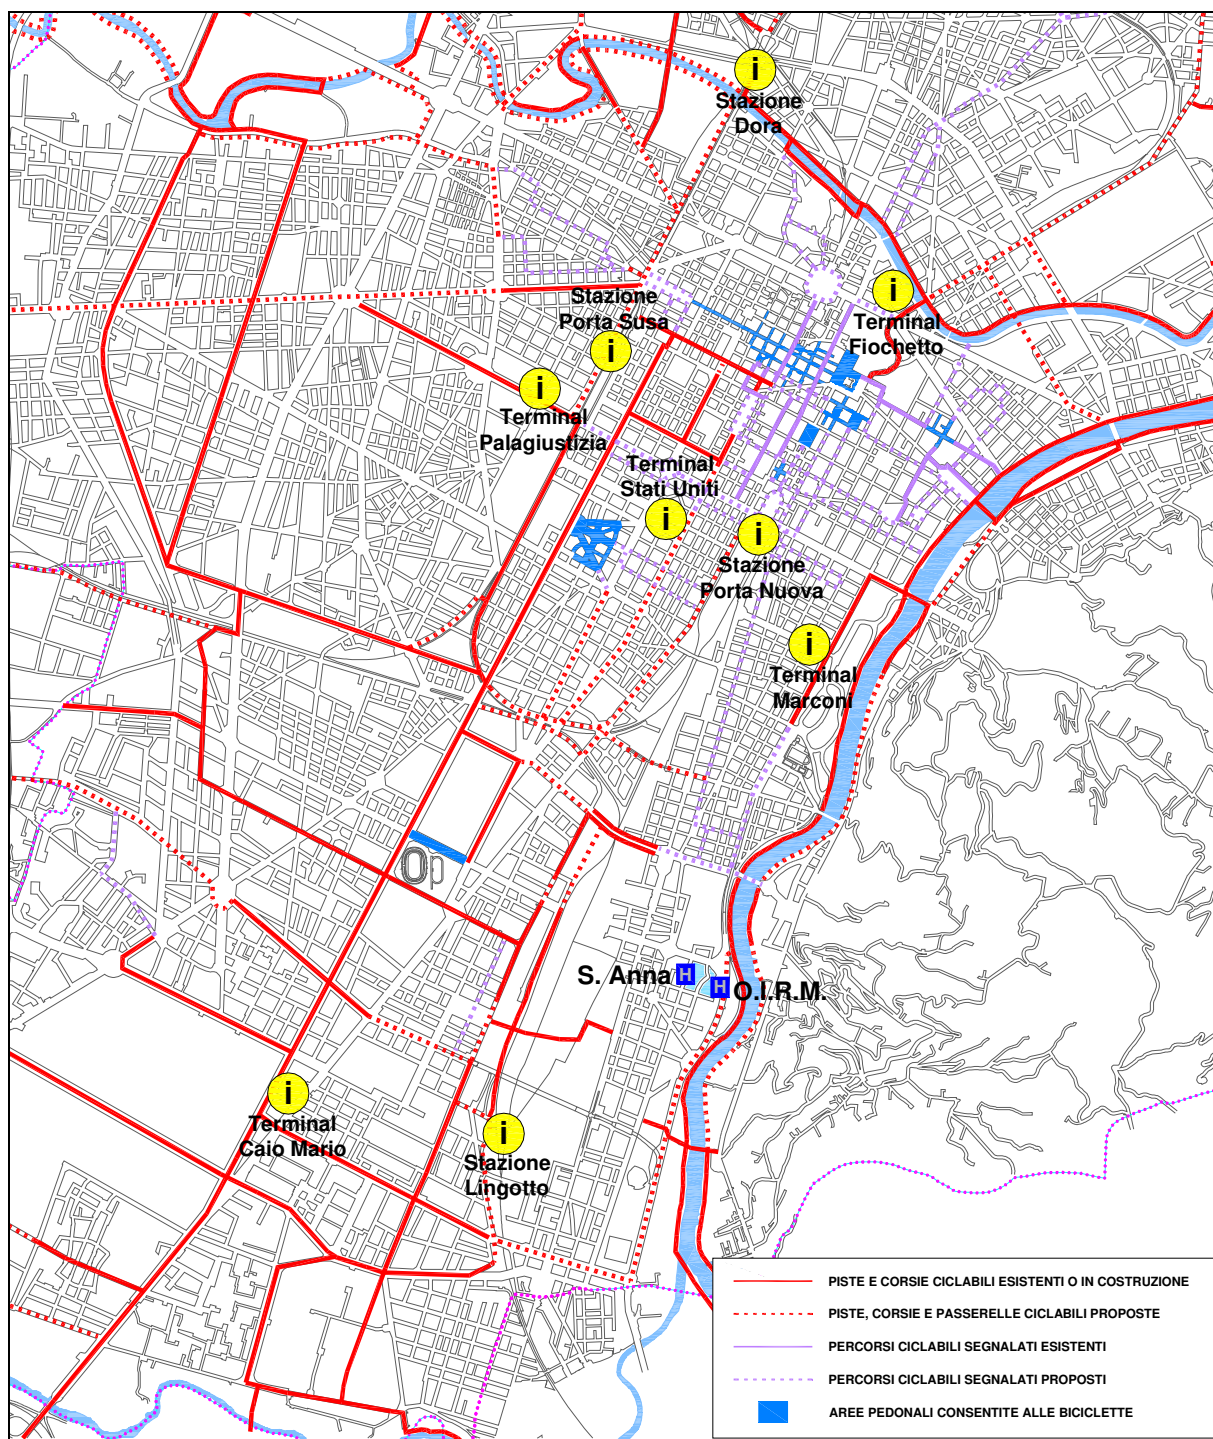 i
Stazione
Dora
i
Terminal
Fiochetto
Stazione
Porta Susa
i
i
Terminal
Palagiustizia
Terminal
Stati Uniti
i
i
Stazione
Porta Nuova
i
Terminal
Marconi
S. Anna H
H O.I.R.M.
i
Terminal
Caio Mario
i
Stazione
Lingotto
PISTE E CORSIE CICLABILI ESISTENTI O IN COSTRUZIONE
PISTE, CORSIE E PASSERELLE CICLABILI PROPOSTE
PERCORSI CICLABILI SEGNALATI ESISTENTI
PERCORSI CICLABILI SEGNALATI PROPOSTI
AREE PEDONALI CONSENTITE ALLE BICICLETTE